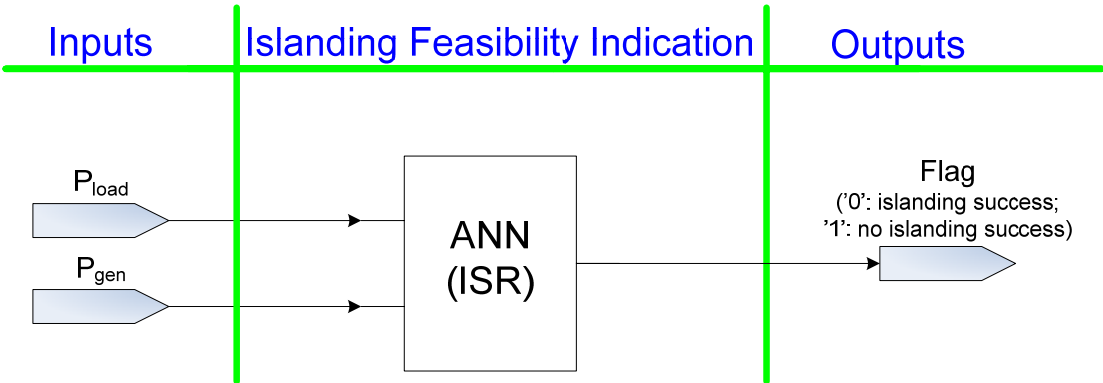 Inputs
Islanding Feasibility Indication
Outputs
Pload
Pgen
ANN
(ISR)
Flag
('0': islanding success;
'1': no islanding success)